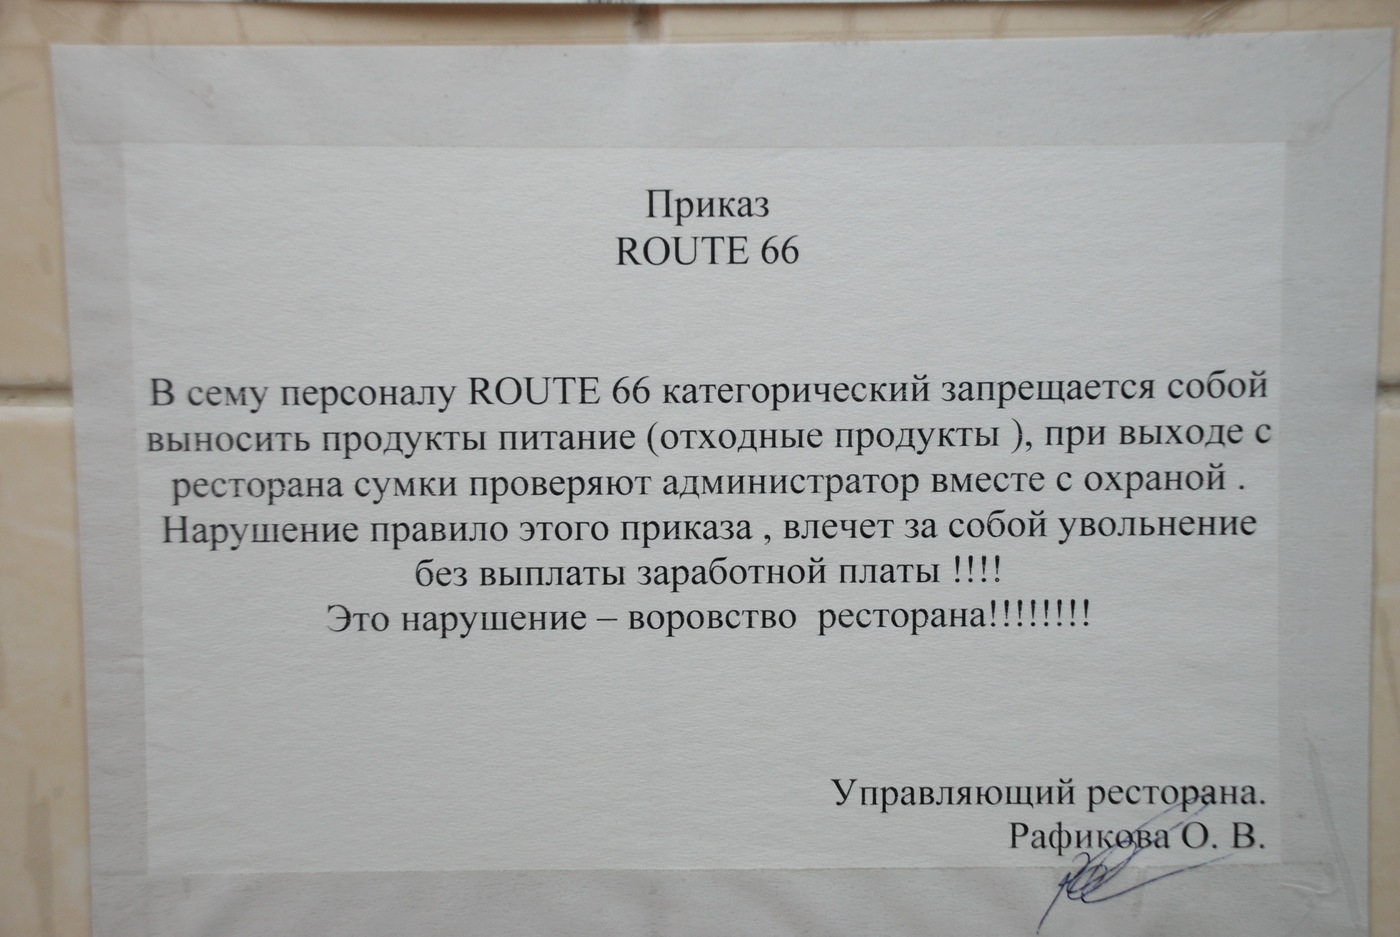 Приказ
ROUTE 66
В сему персоналу ROUTE 66 категорический запрещается собой
выносить продукты питание (отходные продукты ), при выходе с
ресторана сумки проверяют администратор вместе с охраной .
Нарушение правило этого приказа , влечет за собой увольнение
без выплаты заработной платы !!!!
Это нарушение – воровство ресторана!!!!!!!!
Управляющий ресторана.
Рафикова О. В.